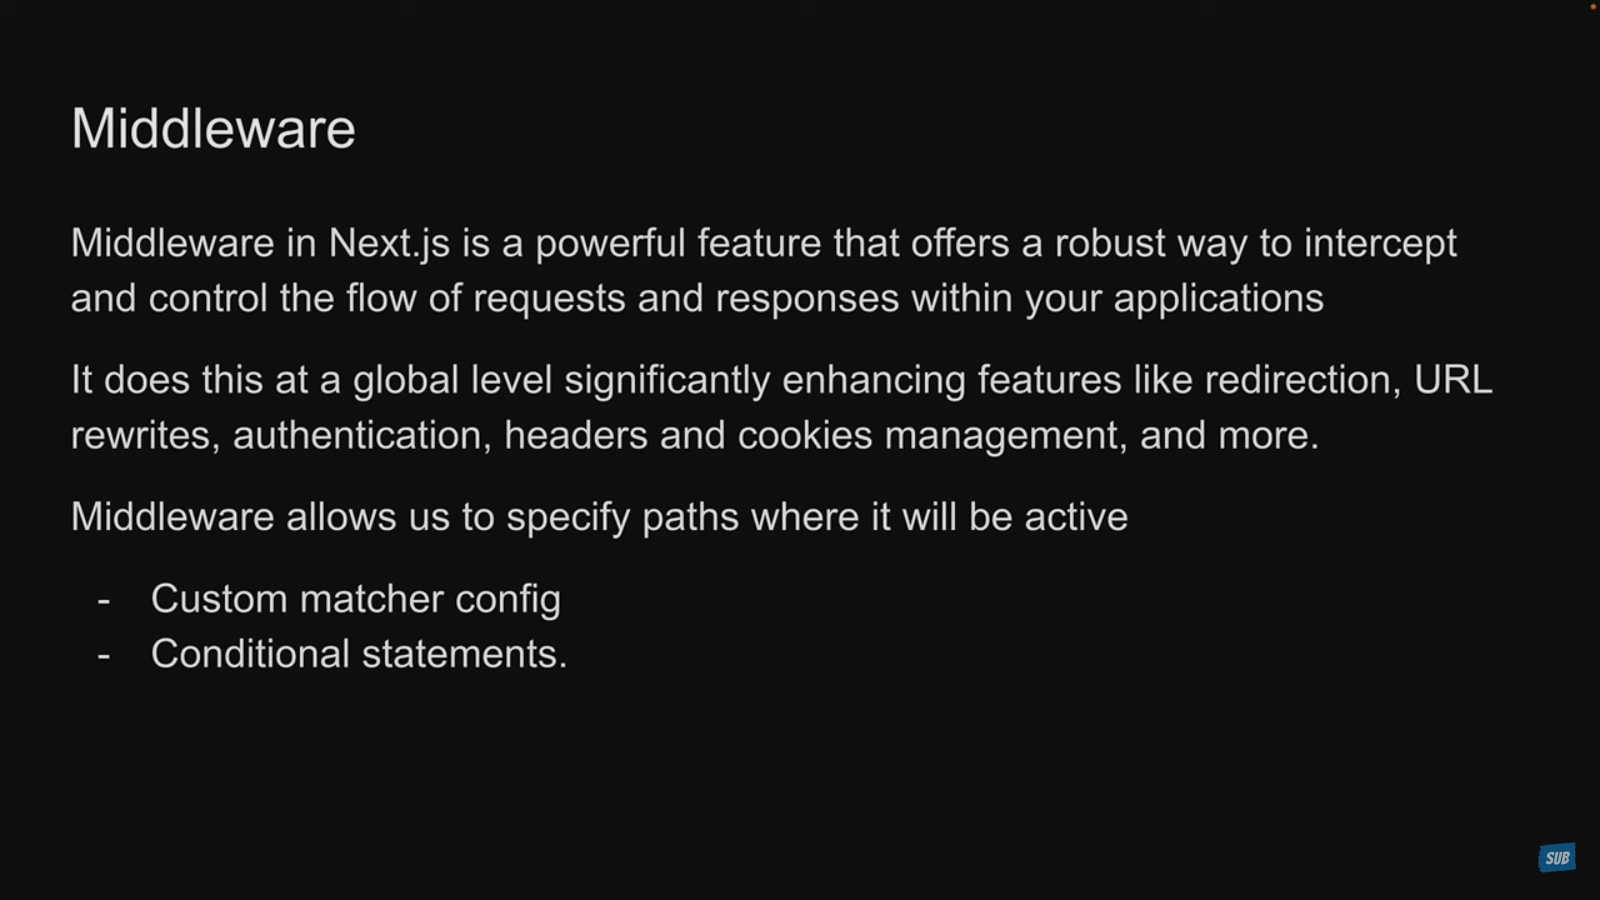 Middleware
Middleware in Next.js is a powerful feature that offers a robust way to intercept
and control the flow of requests and responses within your applications
It does this at a global level significantly enhancing features like redirection, URL
rewrites, authentication, headers and cookies management, and more.
Middleware allows us to specify paths where it will be active
- Custom matcher config
- Conditional statements.
SUB